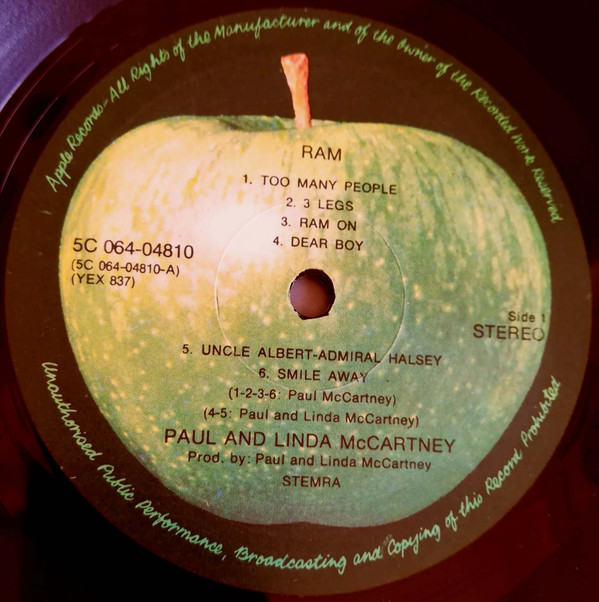 Apple Records-All Rights of the Manufacturer and of the Owner of the Recorded Work Reserved
RAM
1. TOO MANY PEOPLE
2. 3 LEGS
3. RAM ON
4. DEAR BOY
5C 064-04810
(5C 064-04810-A)
(YEX 837)
Side 1
STEREO
5. UNCLE ALBERT-ADMIRAL HALSEY
6. SMILE AWAY
(1-2-3-6: Paul McCartney)
(4-5: Paul and Linda McCartney)
PAUL AND LINDA McCARTNEY
Prod. by: Paul and Linda McCartney
STEMRA
Unauthorised Public Performance, Broadcasting and Copying of this Record Prohibited